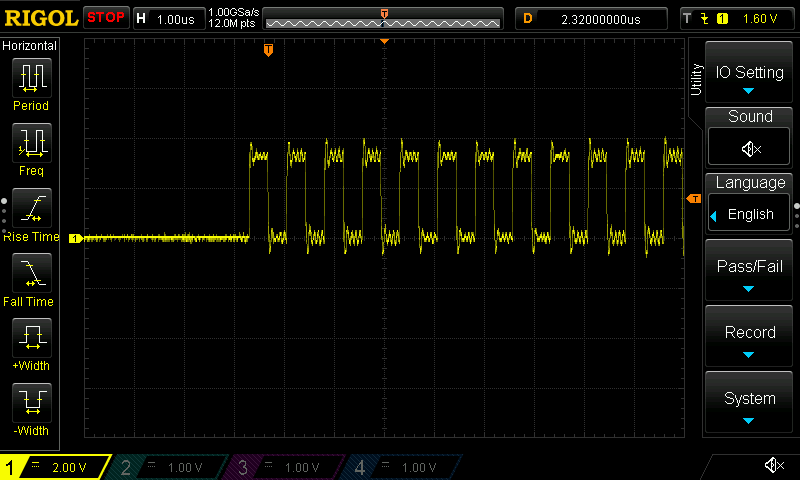 RIGOL STOP H 1.00us 1.00GSa/s 12.0M pts T D 2.32000000us T 1 1.60 V
Horizontal
Period
Freq
Rise Time
Fall Time
+Width
-Width
T
1
T
Utility
IO Setting
Sound
Language
English
Pass/Fail
Record
System
1 2.00 V 2 1.00 V 3 1.00 V 4 1.00 V